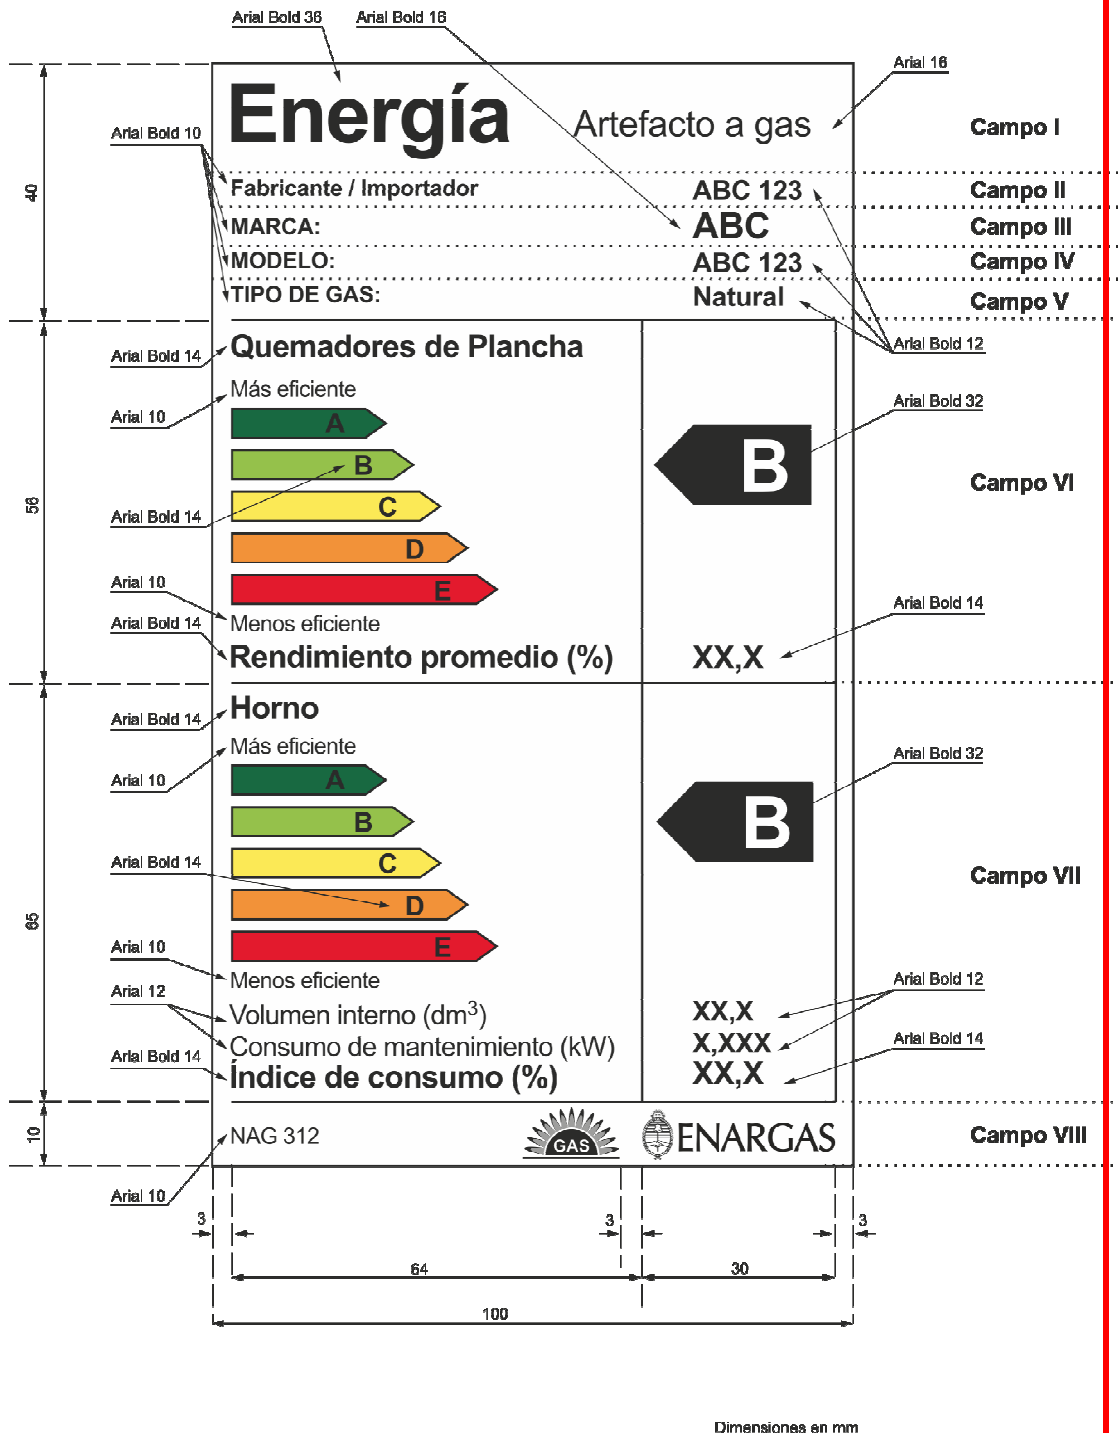 Arial Bold 36 Arial Bold 16
Arial 16
Energía Artefacto a gas Campo I
Arial Bold 10
40
Fabricante / Importador ABC 123 Campo II
MARCA: ABC Campo III
MODELO: ABC 123 Campo IV
TIPO DE GAS: Natural Campo V
Arial Bold 12
Arial Bold 14 Quemadores de Plancha
Más eficiente
Arial 10
Arial Bold 32
A
B B
Campo VI
56
C
Arial Bold 14
D
Arial 10
E
Arial Bold 14
Menos eficiente
Arial Bold 14
Rendimiento promedio (%) XX,X
Horno
Arial Bold 14
Más eficiente
Arial Bold 32
Arial 10
A
B B
Arial Bold 14
C
Campo VII
D
65
Arial 10
E
Menos eficiente
Arial Bold 12
Arial 12
Volumen interno (dm³) XX,X
Consumo de mantenimiento (kW) X,XXX
Arial Bold 14
Arial Bold 14
Índice de consumo (%) XX,X
10
NAG 312 GAS ENARGAS Campo VIII
Arial 10
3 3 3
64 30
100
Dimensiones en mm